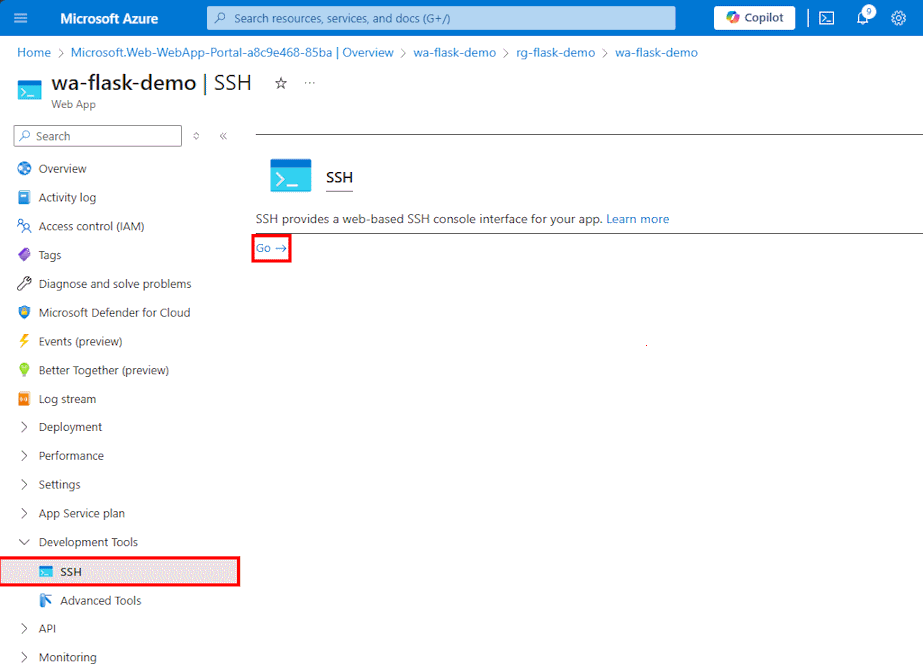 Microsoft Azure
Search resources, services, and docs (G+/)
Copilot
9
Home > Microsoft.Web-WebApp-Portal-a8c9e468-85ba | Overview > wa-flask-demo > rg-flask-demo > wa-flask-demo
wa-flask-demo | SSH
Web App
Search
Overview
Activity log
Access control (IAM)
Tags
Diagnose and solve problems
Microsoft Defender for Cloud
Events (preview)
Better Together (preview)
Log stream
Deployment
Performance
Settings
App Service plan
Development Tools
SSH
Advanced Tools
API
Monitoring
SSH
SSH provides a web-based SSH console interface for your app. Learn more
Go →